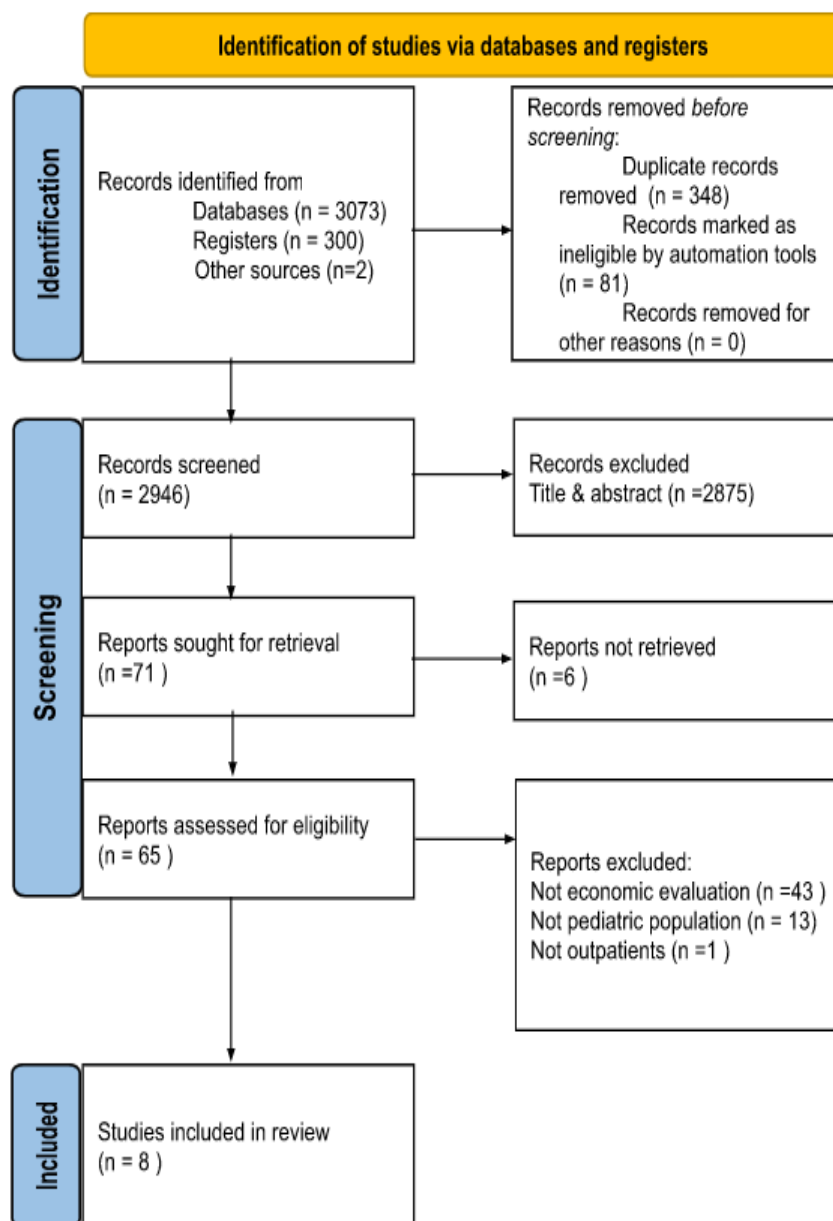 Identification of studies via databases and registers
Identification
Records identified from
Databases (n = 3073)
Registers (n = 300)
Other sources (n=2)
Records removed before
screening:
Duplicate records
removed (n = 348)
Records marked as
ineligible by automation tools
(n = 81)
Records removed for
other reasons (n = 0)
Screening
Records screened
(n = 2946)
Records excluded
Title & abstract (n =2875)
Reports sought for retrieval
(n =71 )
Reports not retrieved
(n =6 )
Reports assessed for eligibility
(n = 65 )
Reports excluded:
Not economic evaluation (n =43 )
Not pediatric population (n = 13)
Not outpatients (n =1 )
Included
Studies included in review
(n = 8 )